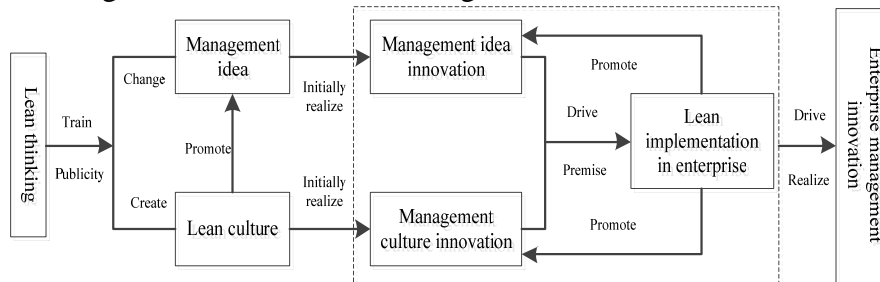 Lean thinking
Train
Publicity
Change
Create
Management
idea
Promote
Lean culture
Initially
realize
Initially
realize
Management idea
innovation
Management
culture innovation
Drive
Premise
Promote
Lean
implementation
in enterprise
Promote
Drive
Realize
Enterprise management
innovation